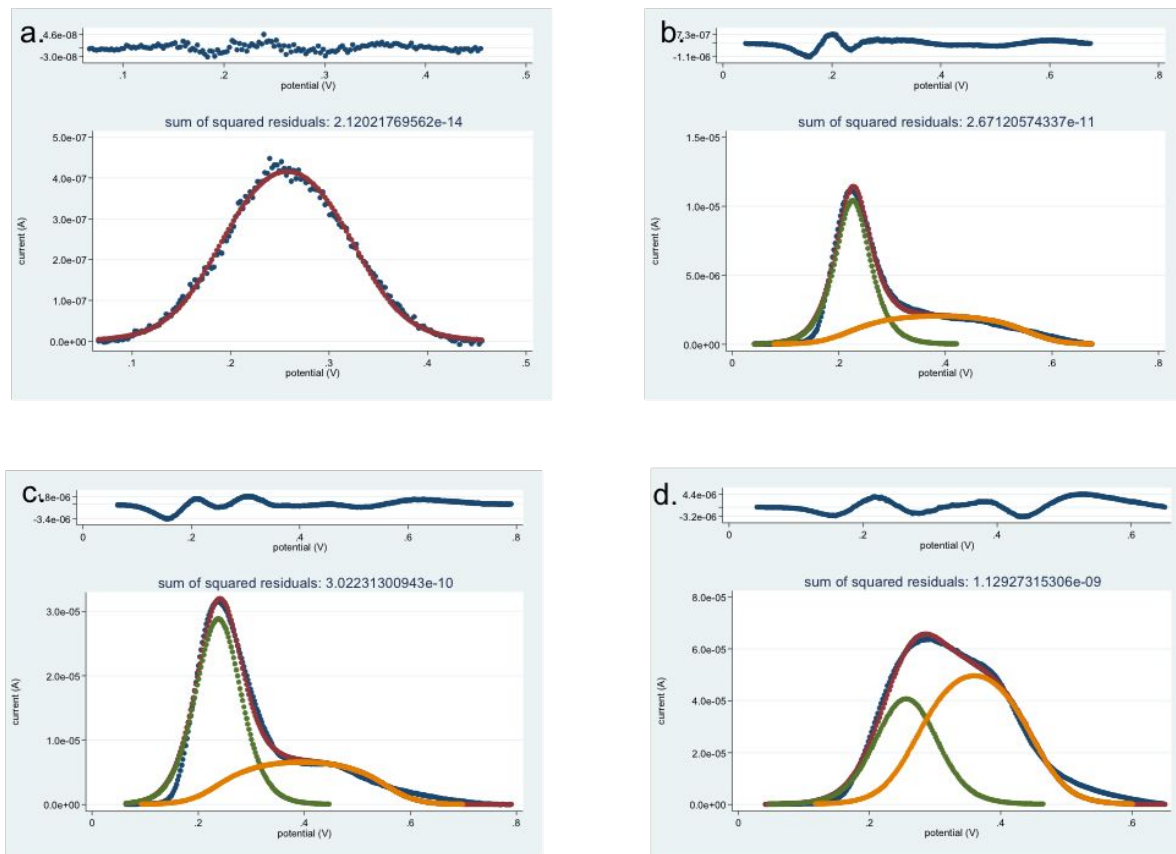 a.
4.6e-08
-3.0e-08
.1 .2 .3 .4 .5
potential (V)
sum of squared residuals: 2.12021769562e-14
5.0e-07
4.0e-07
3.0e-07
2.0e-07
1.0e-07
0.0e+00
current (A)
.1 .2 .3 .4 .5
potential (V)
b.
7.3e-07
-1.1e-06
0 .2 .4 .6 .8
potential (V)
sum of squared residuals: 2.67120574337e-11
1.5e-05
1.0e-05
5.0e-06
0.0e+00
current (A)
0 .2 .4 .6 .8
potential (V)
c.
1.8e-06
-3.4e-06
0 .2 .4 .6 .8
potential (V)
sum of squared residuals: 3.02231300943e-10
3.0e-05
2.0e-05
1.0e-05
0.0e+00
current (A)
0 .2 .4 .6 .8
potential (V)
d.
4.4e-06
-3.2e-06
0 .2 .4 .6
potential (V)
sum of squared residuals: 1.12927315306e-09
8.0e-05
6.0e-05
4.0e-05
2.0e-05
0.0e+00
current (A)
0 .2 .4 .6
potential (V)